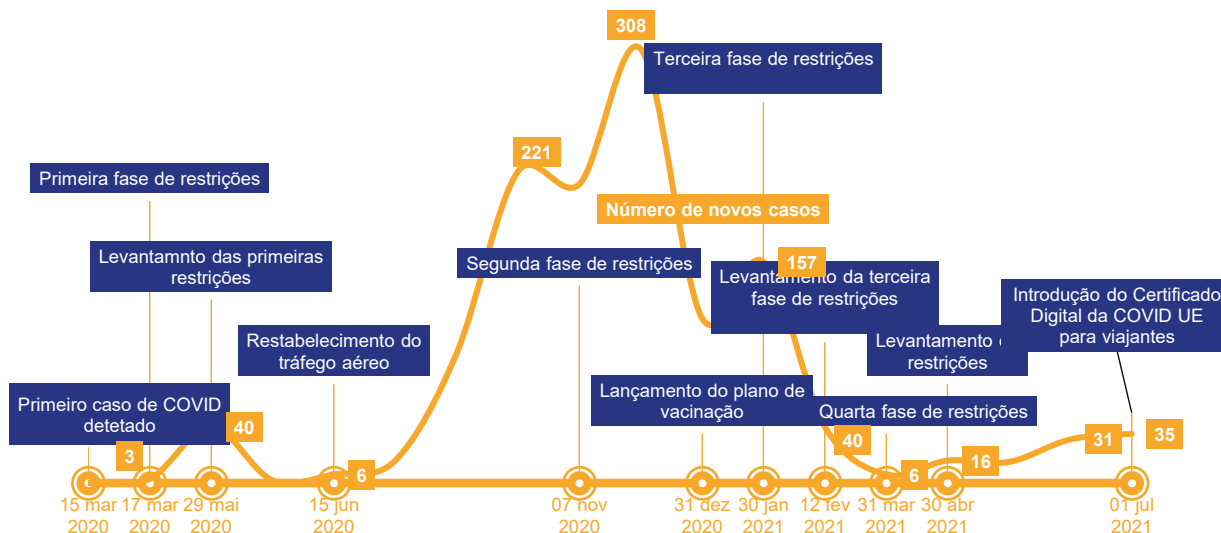 308
Terceira fase de restrições
221
Primeira fase de restrições
Número de novos casos
Levantamnto das primeiras
restrições
Segunda fase de restrições
157
Levantamento da terceira
fase de restrições
Introdução do Certificado
Digital da COVID UE
para viajantes
Restabelecimento do
tráfego aéreo
Levantamento
restrições
Primeiro caso de COVID
detetado
Lançamento do plano de
vacinação
Quarta fase de restrições
3
40
6
40
6
16
31
35
15 mar
2020
17 mar
2020
29 mai
2020
15 jun
2020
07 nov
2020
31 dez
2020
30 jan
2021
12 fev
2021
31 mar
2021
30 abr
2021
01 jul
2021